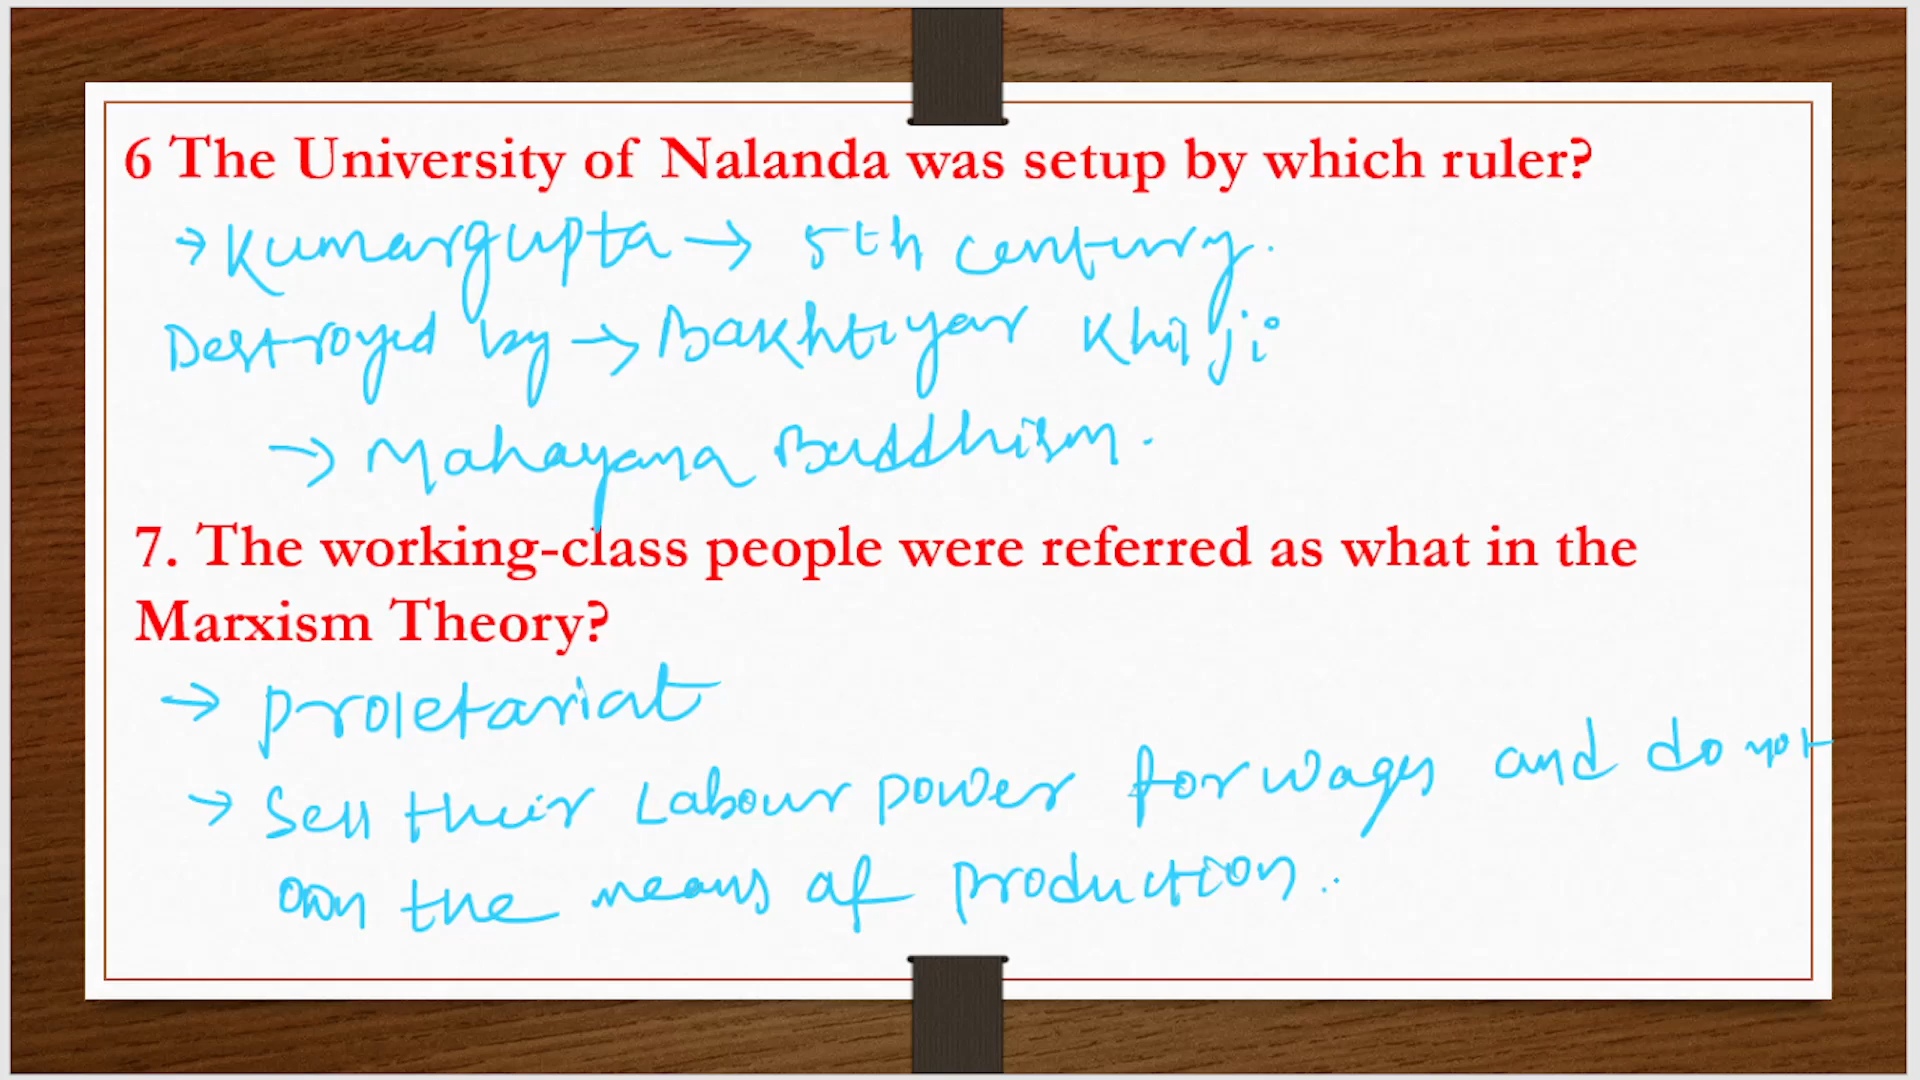 6 The University of Nalanda was setup by which ruler?
→ Kumargupta → 5th century.
Destroyed by → Bakhtiyar Khilji
→ Mahayana Buddhism.
7. The working-class people were referred as what in the
Marxism Theory?
→ Proletariat
→ Sell their Labour power for wages and do not
own the means of production.